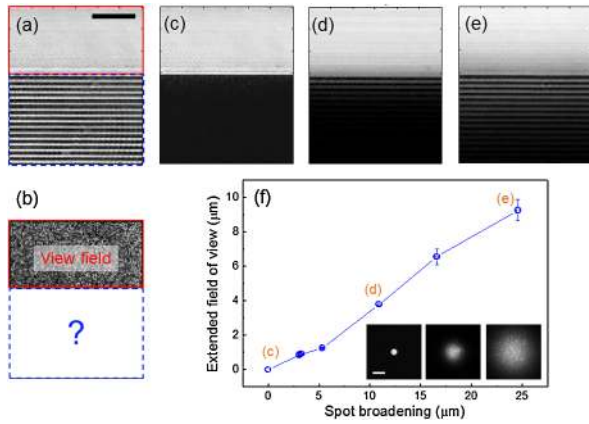 (a)
(c)
(d)
(e)
(b)
View field
?
(f)
Extended field of view (μm)
10
8
6
4
2
0
(c)
(d)
(e)
0 5 10 15 20 25
Spot broadening (μm)